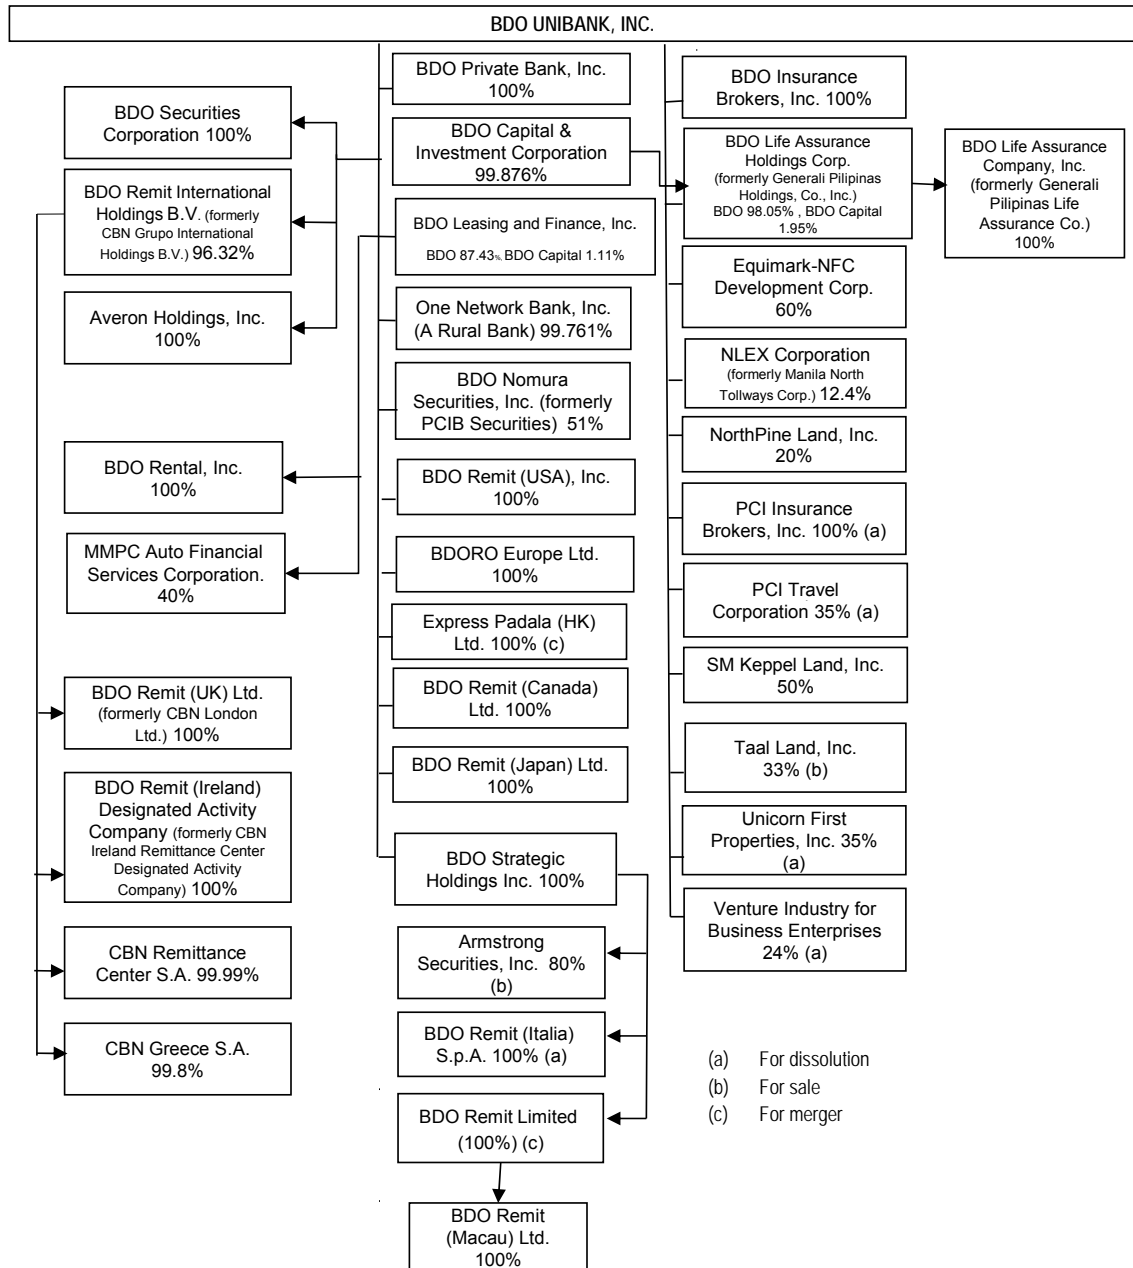 BDO UNIBANK, INC.
BDO Securities
Corporation 100%
BDO Remit International
Holdings B.V. (formerly
CBN Grupo International
Holdings B.V.) 96.32%
Averon Holdings, Inc.
100%
BDO Rental, Inc.
100%
MMPC Auto Financial
Services Corporation.
40%
BDO Remit (UK) Ltd.
(formerly CBN London
Ltd.) 100%
BDO Remit (Ireland)
Designated Activity
Company (formerly CBN
Ireland Remittance Center
Designated Activity
Company) 100%
CBN Remittance
Center S.A. 99.99%
CBN Greece S.A.
99.8%
BDO Private Bank, Inc.
100%
BDO Capital &
Investment Corporation
99.876%
BDO Leasing and Finance, Inc.
BDO 87.43%, BDO Capital 1.11%
One Network Bank, Inc.
(A Rural Bank) 99.761%
BDO Nomura
Securities, Inc. (formerly
PCIB Securities) 51%
BDO Remit (USA), Inc.
100%
BDORO Europe Ltd.
100%
Express Padala (HK)
Ltd. 100% (c)
BDO Remit (Canada)
Ltd. 100%
BDO Remit (Japan) Ltd.
100%
BDO Strategic
Holdings Inc. 100%
Armstrong
Securities, Inc. 80%
(b)
BDO Remit (Italia)
S.p.A. 100% (a)
BDO Remit Limited
(100%) (c)
BDO Remit
(Macau) Ltd.
100%
BDO Insurance
Brokers, Inc. 100%
BDO Life Assurance
Holdings Corp.
(formerly Generali Pilipinas
Holdings, Co., Inc.)
BDO 98.05% , BDO Capital
1.95%
BDO Life Assurance
Company, Inc.
(formerly Generali
Pilipinas Life
Assurance Co.)
100%
Equimark-NFC
Development Corp.
60%
NLEX Corporation
(formerly Manila North
Tollways Corp.) 12.4%
NorthPine Land, Inc.
20%
PCI Insurance
Brokers, Inc. 100% (a)
PCI Travel
Corporation 35% (a)
SM Keppel Land, Inc.
50%
Taal Land, Inc.
33% (b)
Unicorn First
Properties, Inc. 35%
(a)
Venture Industry for
Business Enterprises
24% (a)
(a) For dissolution
(b) For sale
(c) For merger